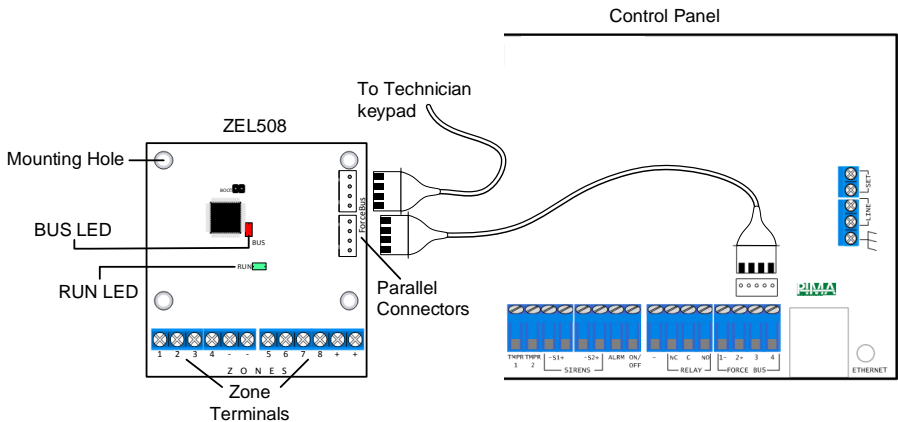 Control Panel
To Technician
keypad
ZEL508
Mounting Hole
BOOT
ForceBus
BUS LED
BUS
RUN
RUN LED
Parallel
Connectors
SET
LINE
PIMA
1 2 3 4 - - 5 6 7 8 + +
ZONES
Zone
Terminals
TMPR TMPR -S1+ -S2+ ALRM ON/ - NC C NO 1- 2+ 3 4
1 2 SIRENS OFF RELAY FORCE BUS
ETHERNET